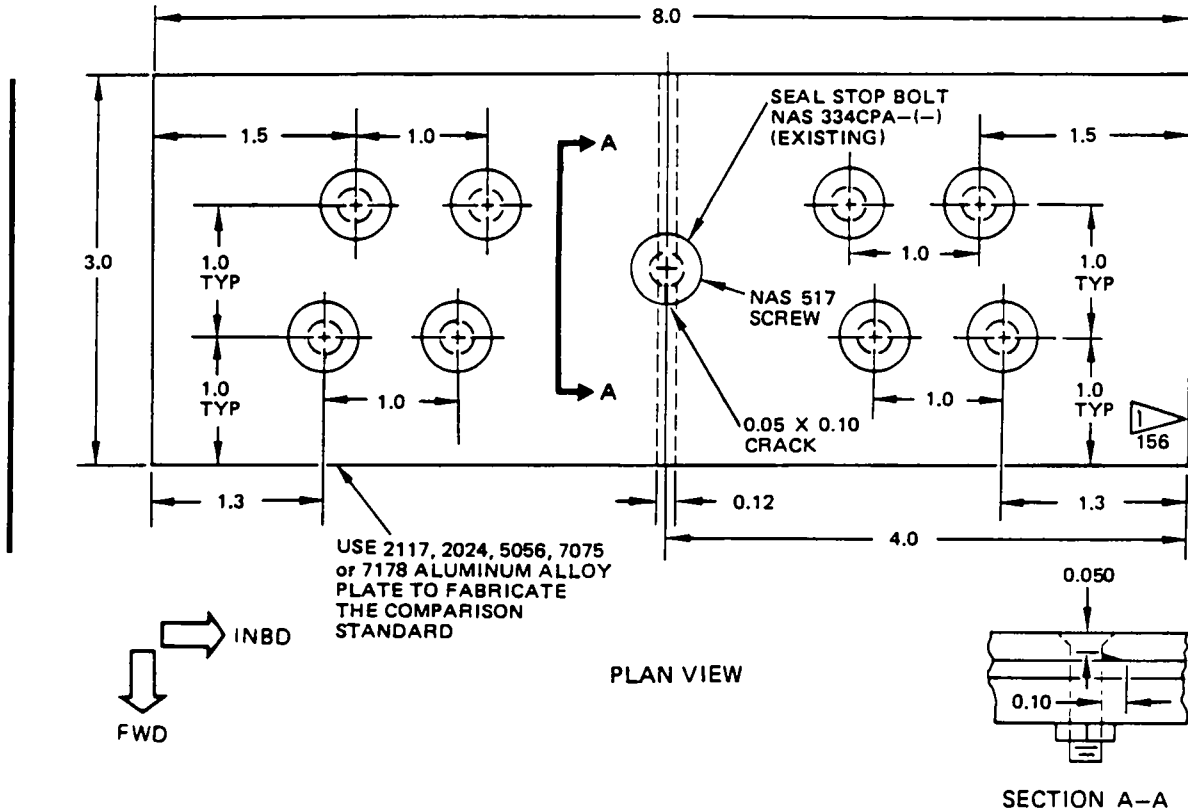 8.0
SEAL STOP BOLT
NAS 334CPA-(-)
(EXISTING)
1.5
1.0
A
1.5
3.0
1.0
TYP
1.0
1.0
TYP
NAS 517
SCREW
1.0
TYP
1.0
A
1.0
1.0
TYP
0.05 X 0.10
CRACK
1
156
1.3
0.12
1.3
4.0
USE 2117, 2024, 5056, 7075
or 7178 ALUMINUM ALLOY
PLATE TO FABRICATE
THE COMPARISON
STANDARD
0.050
INBD
PLAN VIEW
0.10
FWD
SECTION A-A